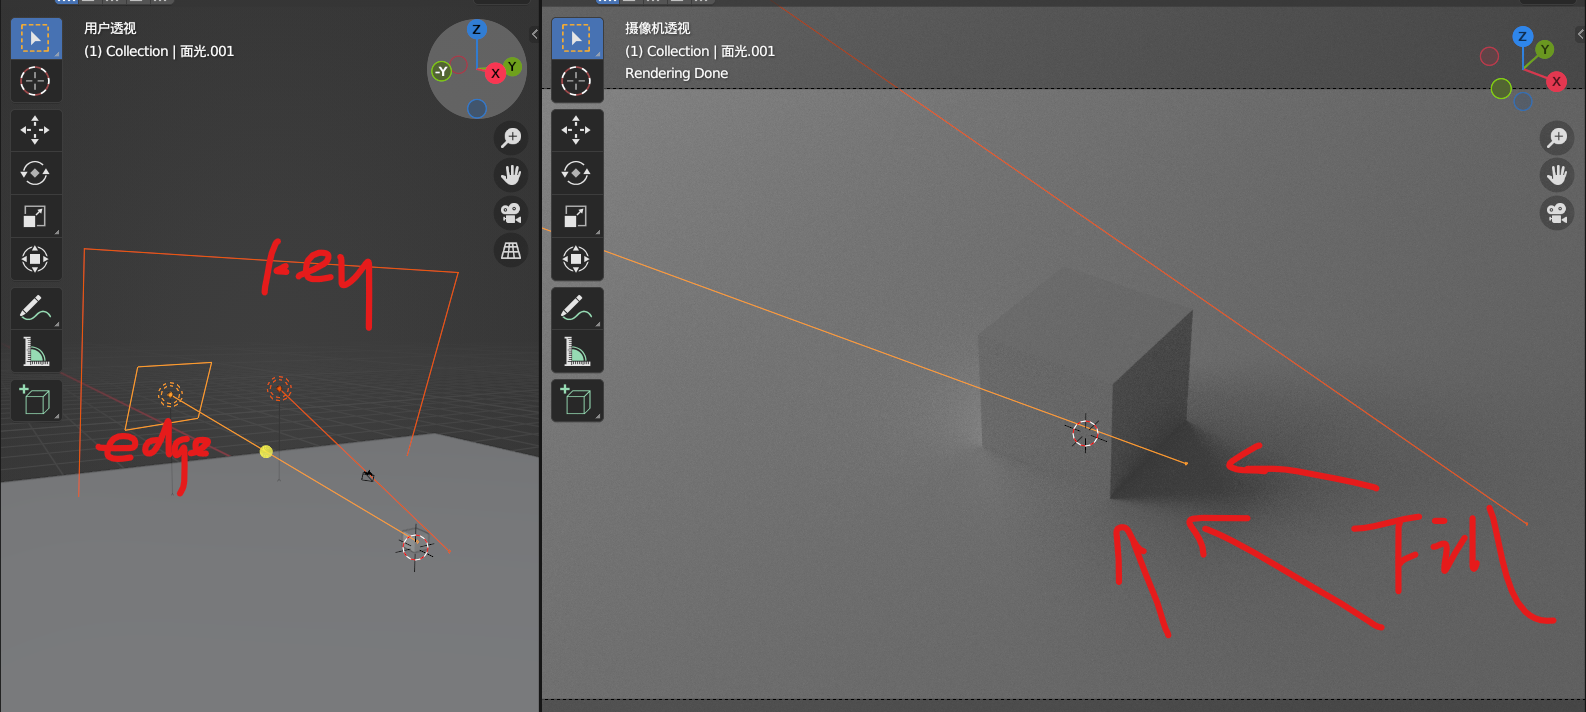 用户透视
(1) Collection | 面光.001
Z
-Y
X
Y
key
edge
摄像机透视
(1) Collection | 面光.001
Rendering Done
Z
Y
X
Fill